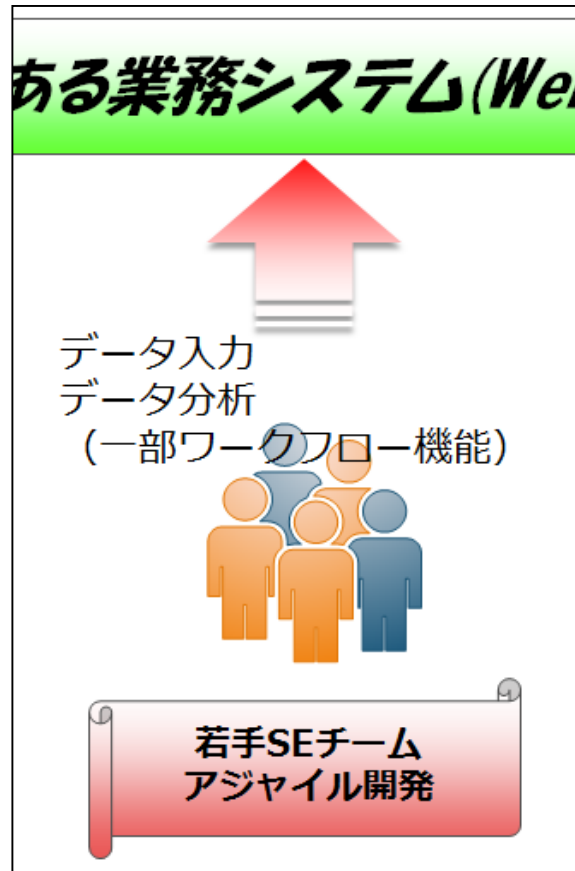 ある業務システム(We
データ入力
データ分析
（一部ワークフロー機能）
若手SEチーム
アジャイル開発